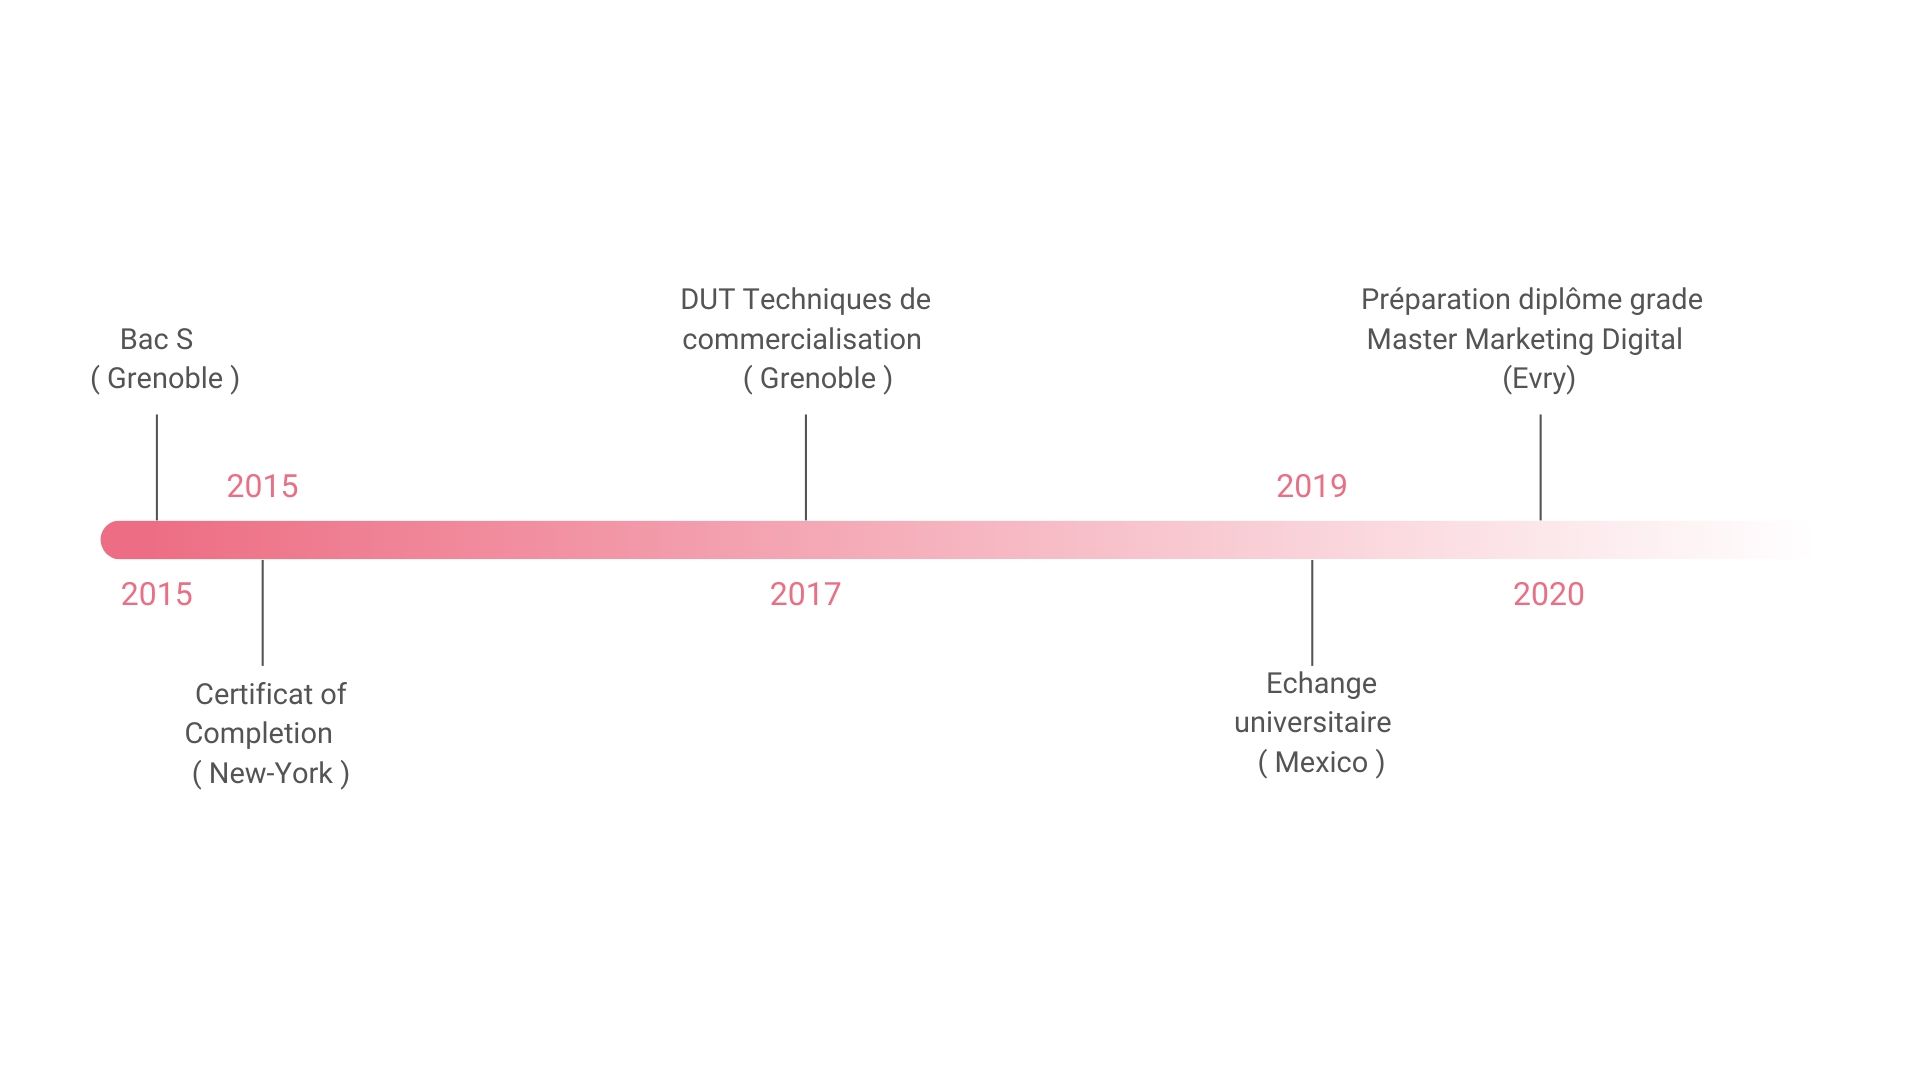 Bac S
( Grenoble )
2015
Certificat of
Completion
( New-York )
2015
DUT Techniques de
commercialisation
( Grenoble )
2017
2019
Echange
universitaire
( Mexico )
Préparation diplôme grade
Master Marketing Digital
(Evry)
2020